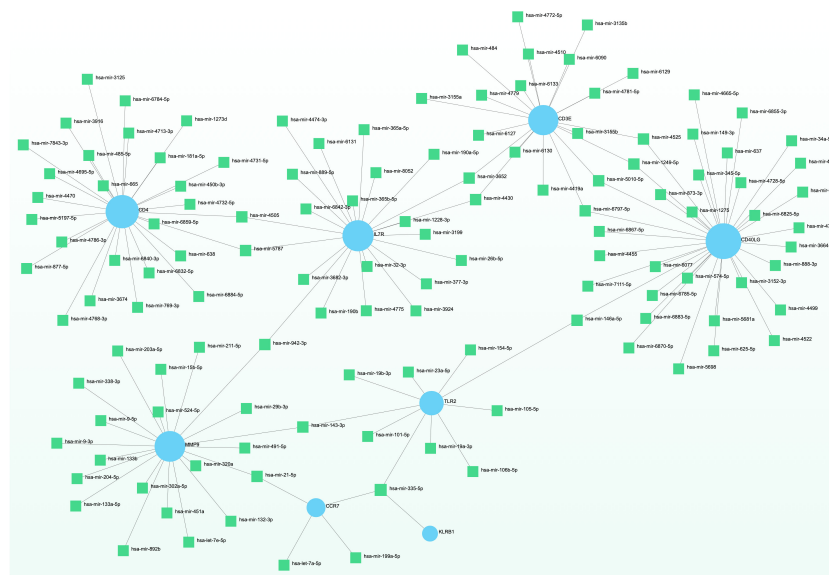 hsa-mir-4772-5p
hsa-mir-3135b
hsa-mir-484
hsa-mir-4510
hsa-mir-6090
hsa-mir-6129
hsa-mir-3125
hsa-mir-6133
hsa-mir-4779
hsa-mir-4781-5p
hsa-mir-3155a
hsa-mir-4665-5p
hsa-mir-6784-5p
hsa-mir-6855-3p
hsa-mir-3916
hsa-mir-1273d
hsa-mir-4474-3p
CD3E
hsa-mir-4713-3p
hsa-mir-365a-5p
hsa-mir-6127
hsa-mir-3155b
hsa-mir-149-3p
hsa-mir-7843-3p
hsa-mir-6131
hsa-mir-4525
hsa-mir-34a-5
hsa-mir-485-5p
hsa-mir-181a-5p
hsa-mir-190a-5p
hsa-mir-6130
hsa-mir-637
hsa-mir-4731-5p
hsa-mir-1249-5p
hsa-mir-4695-5p
hsa-mir-889-5p
hsa-mir-8052
hsa-mir-345-5p
hsa-mir-3652
hsa-mir-5010-5p
hsa-mir-4728-5p
hsa-mir-665
hsa-mir-450b-3p
hsa-mir-4419a
hsa-mir-4470
hsa-mir-365b-5p
hsa-mir-4430
hsa-mir-873-3p
hsa-mir-4732-5p
hsa-mir-6842-3p
hsa-mir-6797-5p
hsa-mir-1275
CD4
hsa-mir-4505
hsa-mir-6825-5p
hsa-mir-5197-5p
hsa-mir-6859-5p
hsa-mir-1228-3p
hsa-mir-6867-5p
IL7R
hsa-mir-3199
hsa-mir-4786-3p
CD40LG
hsa-mir-3664
hsa-mir-5787
hsa-mir-4455
hsa-mir-638
hsa-mir-6840-3p
hsa-mir-26b-5p
hsa-mir-6077
hsa-mir-888-3p
hsa-mir-877-5p
hsa-mir-32-3p
hsa-mir-6832-5p
hsa-mir-574-5p
hsa-mir-3682-3p
hsa-mir-377-3p
hsa-mir-3152-3p
hsa-mir-7111-5p
hsa-mir-6884-5p
hsa-mir-6785-5p
hsa-mir-3674
hsa-mir-769-3p
hsa-mir-4775
hsa-mir-3924
hsa-mir-190b
hsa-mir-4499
hsa-mir-6883-5p
hsa-mir-4768-3p
hsa-mir-146a-5p
hsa-mir-5681a
hsa-mir-4522
hsa-mir-942-3p
hsa-mir-211-5p
hsa-mir-6870-5p
hsa-mir-203a-5p
hsa-mir-154-5p
hsa-mir-625-5p
hsa-mir-15b-5p
hsa-mir-5698
hsa-mir-23a-5p
hsa-mir-19b-3p
hsa-mir-338-3p
TLR2
hsa-mir-29b-3p
hsa-mir-105-5p
hsa-mir-524-5p
hsa-mir-9-5p
hsa-mir-143-3p
hsa-mir-101-5p
hsa-mir-9-3p
MMP9
hsa-mir-491-5p
hsa-mir-19a-3p
hsa-mir-133b
hsa-mir-320a
hsa-mir-106b-5p
hsa-mir-204-5p
hsa-mir-21-5p
hsa-mir-302a-5p
hsa-mir-335-5p
hsa-mir-133a-5p
CCR7
hsa-mir-451a
hsa-mir-132-3p
KLRB1
hsa-let-7e-5p
hsa-mir-892b
hsa-mir-199a-5p
hsa-let-7a-5p